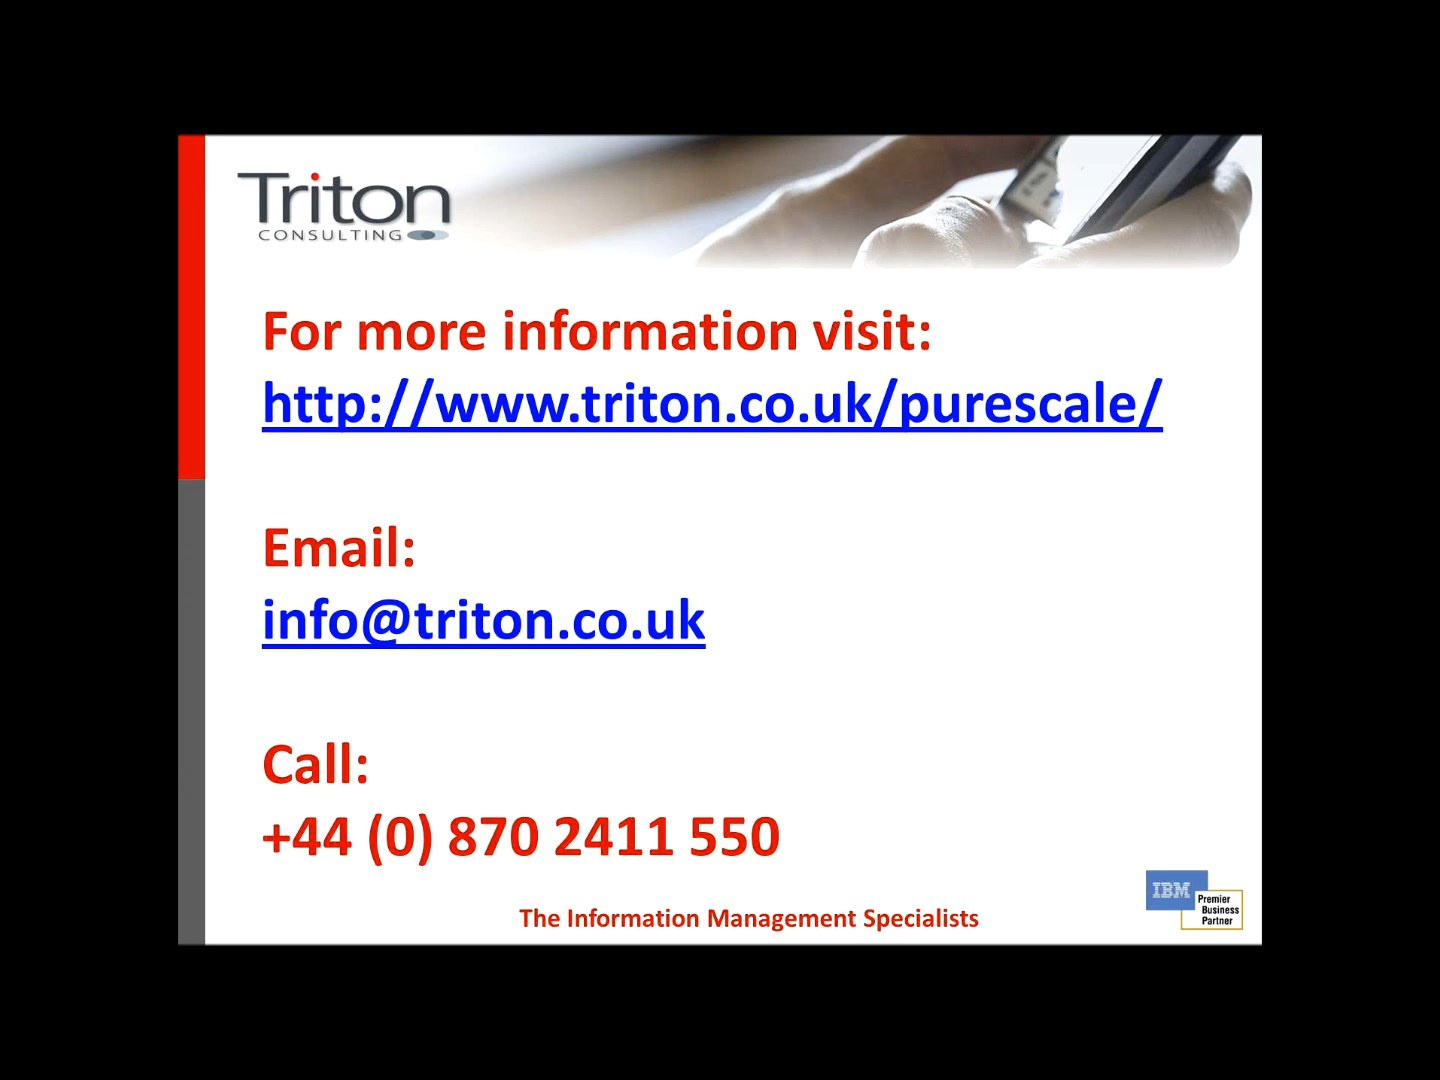 Triton
CONSULTING
For more information visit:
http://www.triton.co.uk/purescale/
Email:
info@triton.co.uk
Call:
+44 (0) 870 2411 550
The Information Management Specialists
IBM
Premier
Business
Partner